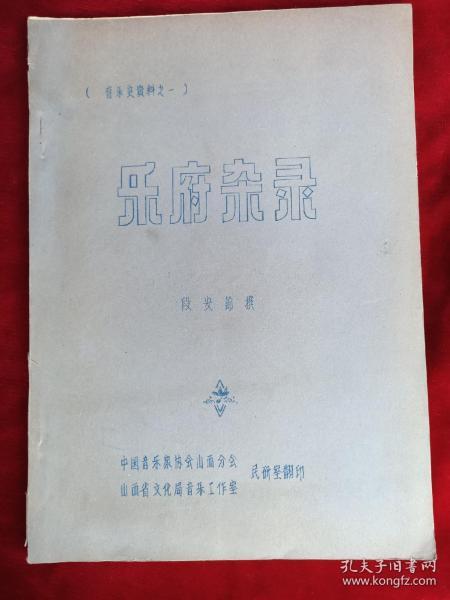 （音乐史资料之一）
乐府杂录
段安節撰
中国音乐家协会山西分会
山西省文化局音乐工作室
民研室翻印
孔夫子旧书网
www.kongfz.com